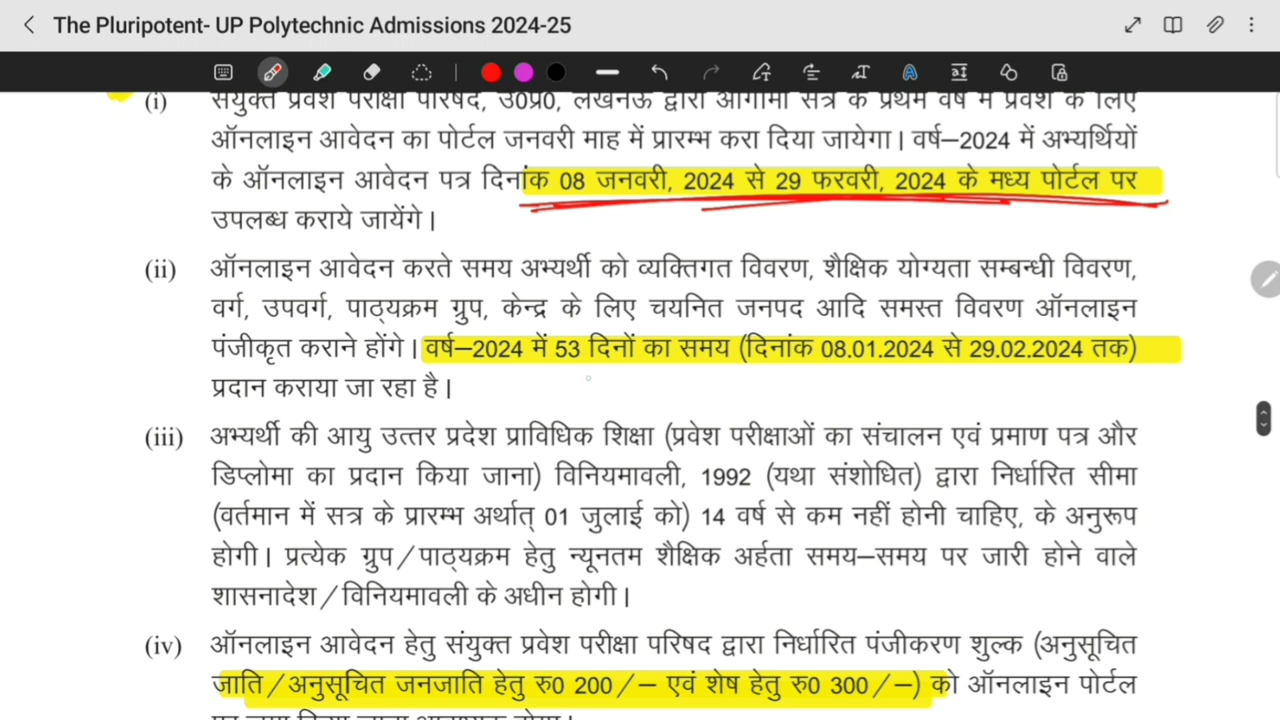 The Pluripotent- UP Polytechnic Admissions 2024-25
(i) संयुक्त प्रवेश परीक्षा परिषद, उ0प्र0, लखनऊ द्वारा आगामी सत्र के प्रथम वर्ष में प्रवेश के लिए
ऑनलाइन आवेदन का पोर्टल जनवरी माह में प्रारम्भ करा दिया जायेगा। वर्ष–2024 में अभ्यर्थियों
के ऑनलाइन आवेदन पत्र दिनांक 08 जनवरी, 2024 से 29 फरवरी, 2024 के मध्य पोर्टल पर
उपलब्ध कराये जायेंगे।
(ii) ऑनलाइन आवेदन करते समय अभ्यर्थी को व्यक्तिगत विवरण, शैक्षिक योग्यता सम्बन्धी विवरण,
वर्ग, उपवर्ग, पाठ्यक्रम ग्रुप, केन्द्र के लिए चयनित जनपद आदि समस्त विवरण ऑनलाइन
पंजीकृत कराने होंगे। वर्ष–2024 में 53 दिनों का समय (दिनांक 08.01.2024 से 29.02.2024 तक)
प्रदान कराया जा रहा है।
(iii) अभ्यर्थी की आयु उत्तर प्रदेश प्राविधिक शिक्षा (प्रवेश परीक्षाओं का संचालन एवं प्रमाण पत्र और
डिप्लोमा का प्रदान किया जाना) विनियमावली, 1992 (यथा संशोधित) द्वारा निर्धारित सीमा
(वर्तमान में सत्र के प्रारम्भ अर्थात् 01 जुलाई को) 14 वर्ष से कम नहीं होनी चाहिए, के अनुरूप
होगी। प्रत्येक ग्रुप/पाठ्यक्रम हेतु न्यूनतम शैक्षिक अर्हता समय–समय पर जारी होने वाले
शासनादेश/विनियमावली के अधीन होगी।
(iv) ऑनलाइन आवेदन हेतु संयुक्त प्रवेश परीक्षा परिषद द्वारा निर्धारित पंजीकरण शुल्क (अनुसूचित
जाति/अनुसूचित जनजाति हेतु रु0 200/– एवं शेष हेतु रु0 300/–) को ऑनलाइन पोर्टल